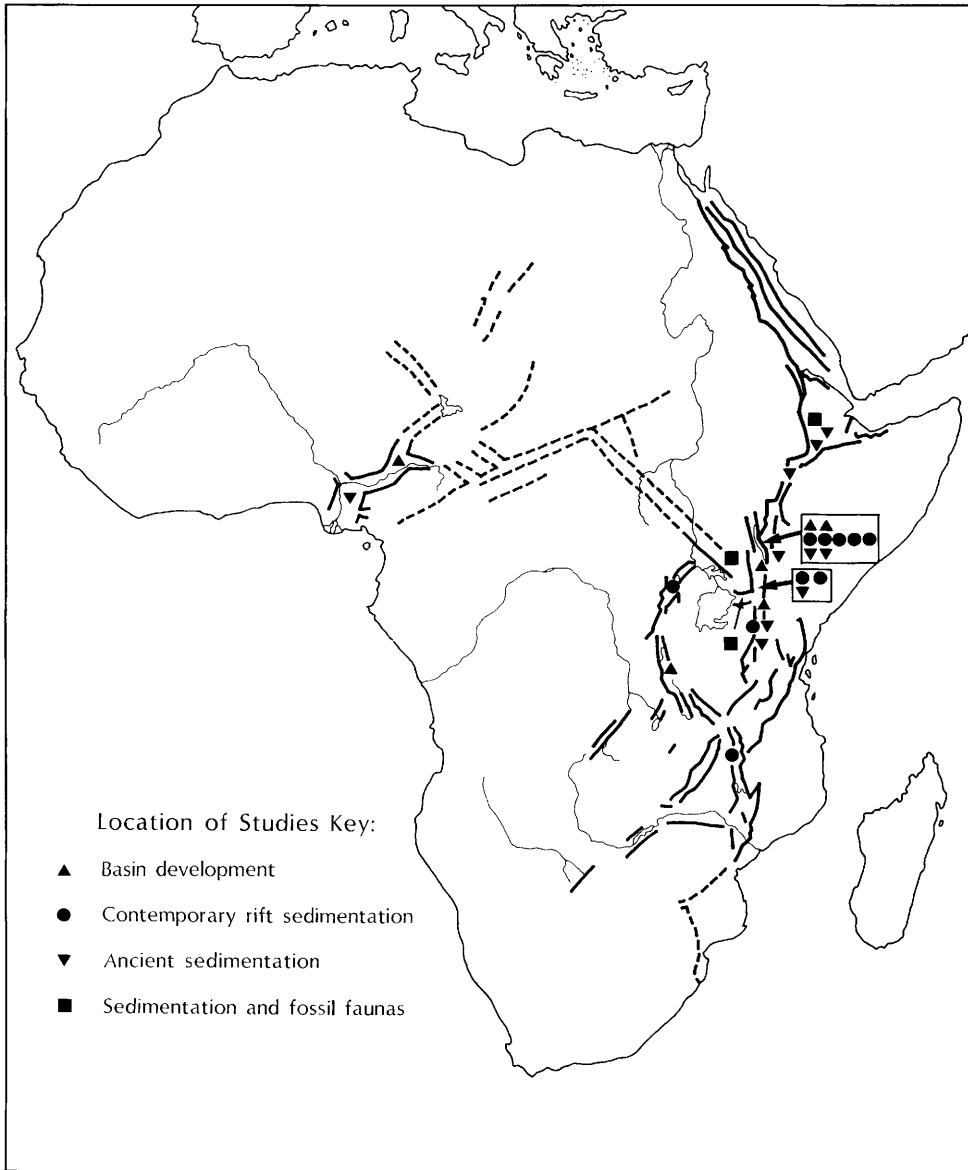 Location of Studies Key:
Basin development
Contemporary rift sedimentation
Ancient sedimentation
Sedimentation and fossil faunas